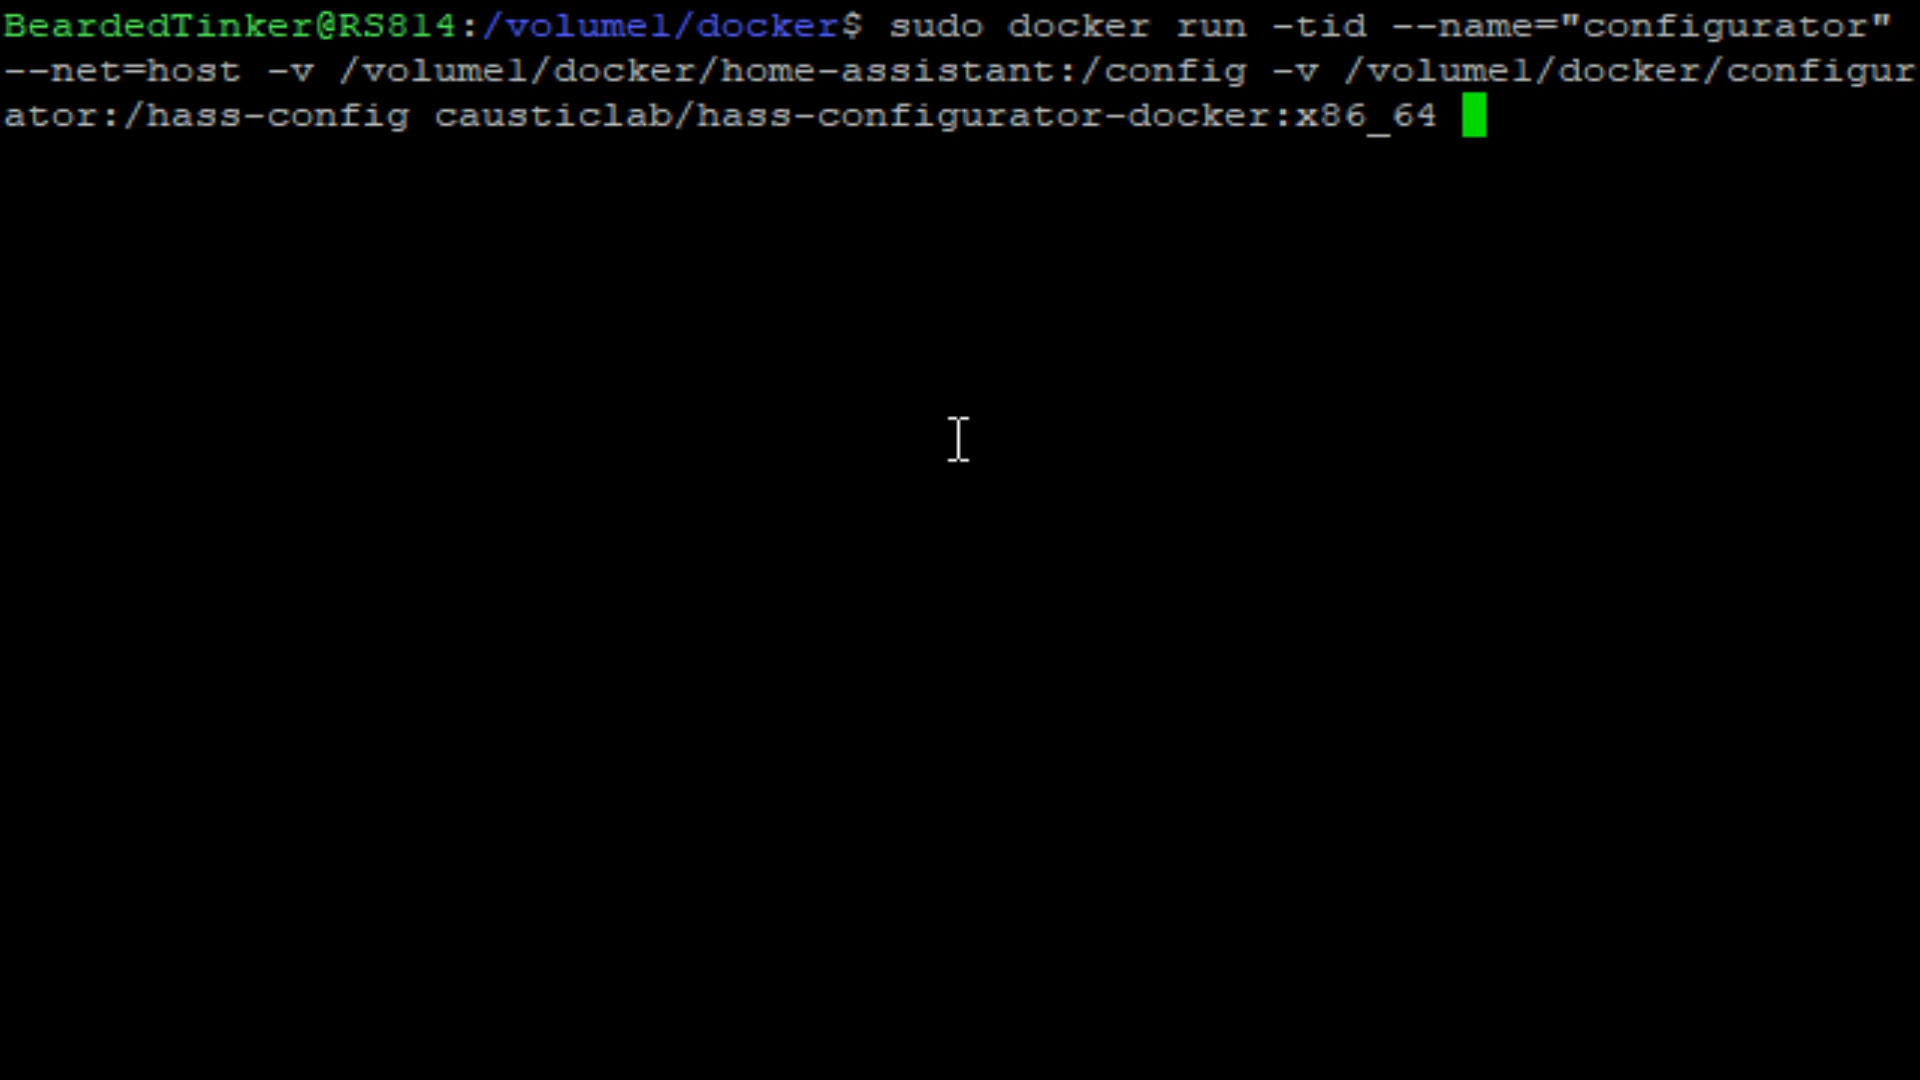 BeardedTinker@RS814:/volume1/docker$ sudo docker run -tid --name="configurator"
--net=host -v /volume1/docker/home-assistant:/config -v /volume1/docker/configur
ator:/hass-config causticlab/hass-configurator-docker:x86_64